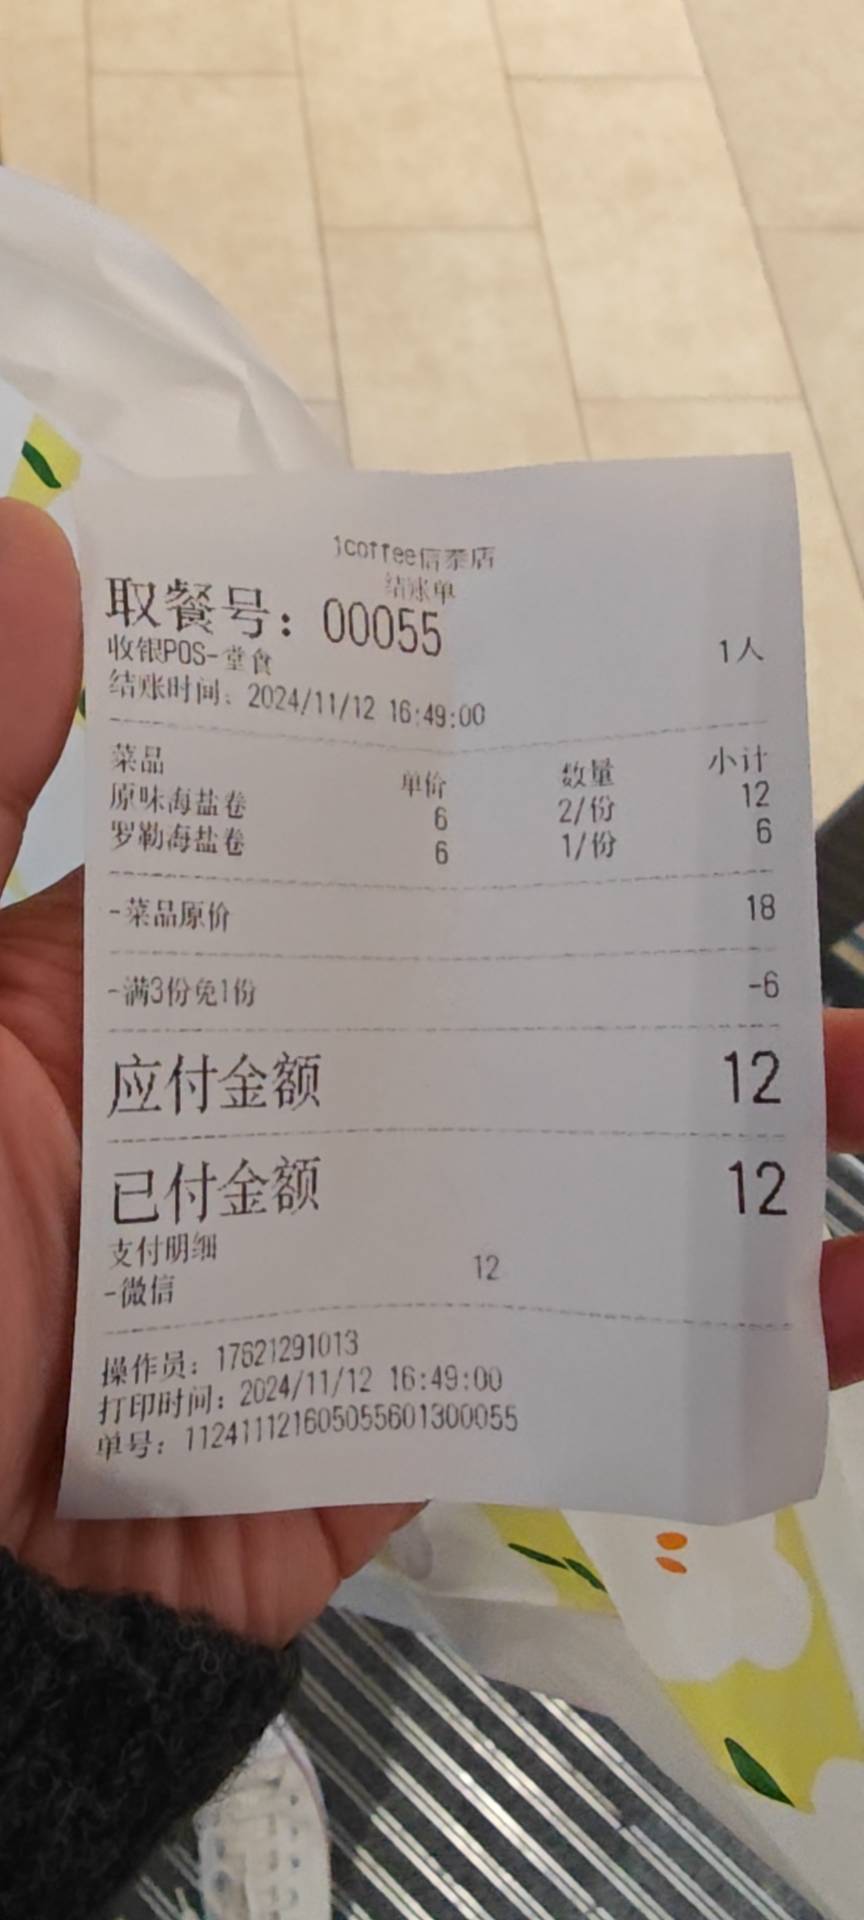 1coffee信泰店
结账单
取餐号：00055
收银POS-堂食 1人
结账时间：2024/11/12 16:49:00
菜品 单价 数量 小计
原味海盐卷 6 2/份 12
罗勒海盐卷 6 1/份 6
-菜品原价 18
-满3份免1份 -6
应付金额 12
已付金额 12
支付明细
-微信 12
操作员：17621291013
打印时间：2024/11/12 16:49:00
单号：112411121605055601300055